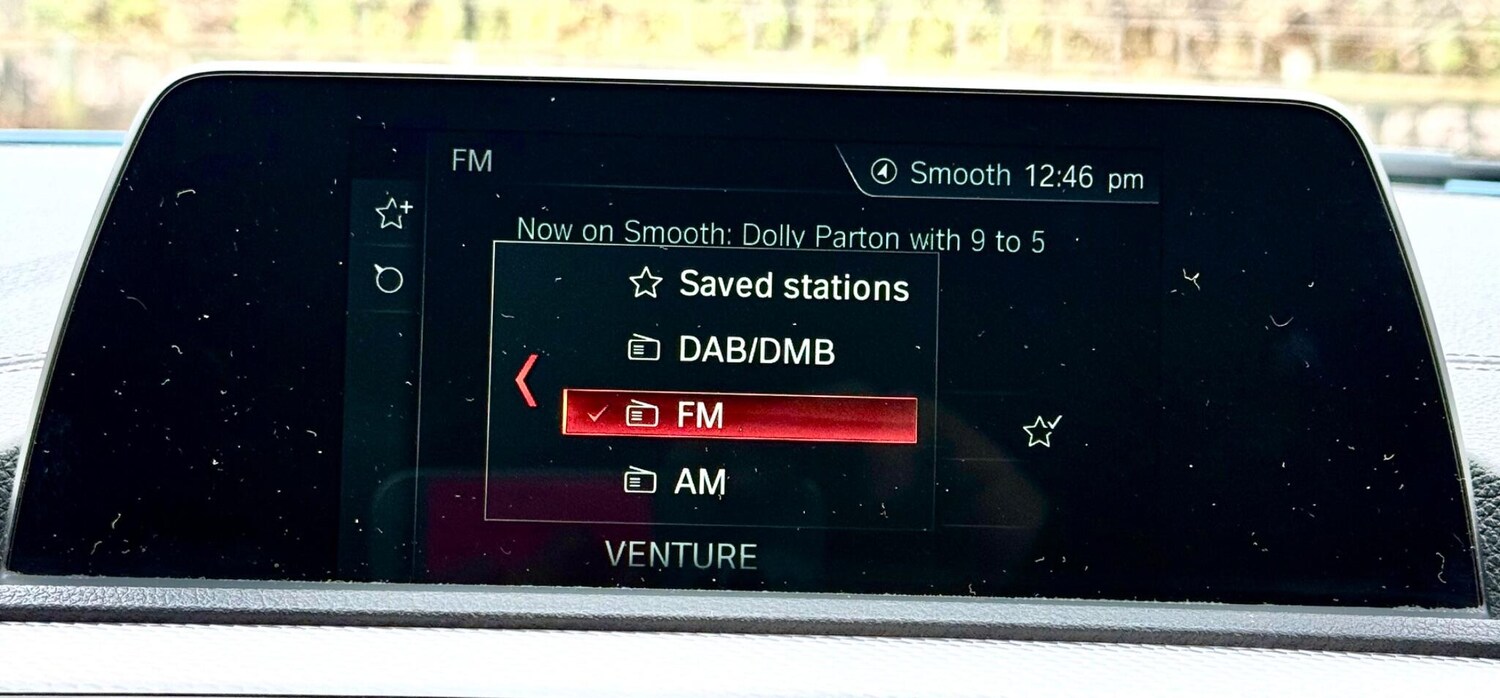 FM
Smooth 12:46 pm
Now on Smooth: Dolly Parton with 9 to 5
Saved stations
DAB/DMB
FM
AM
VENTURE